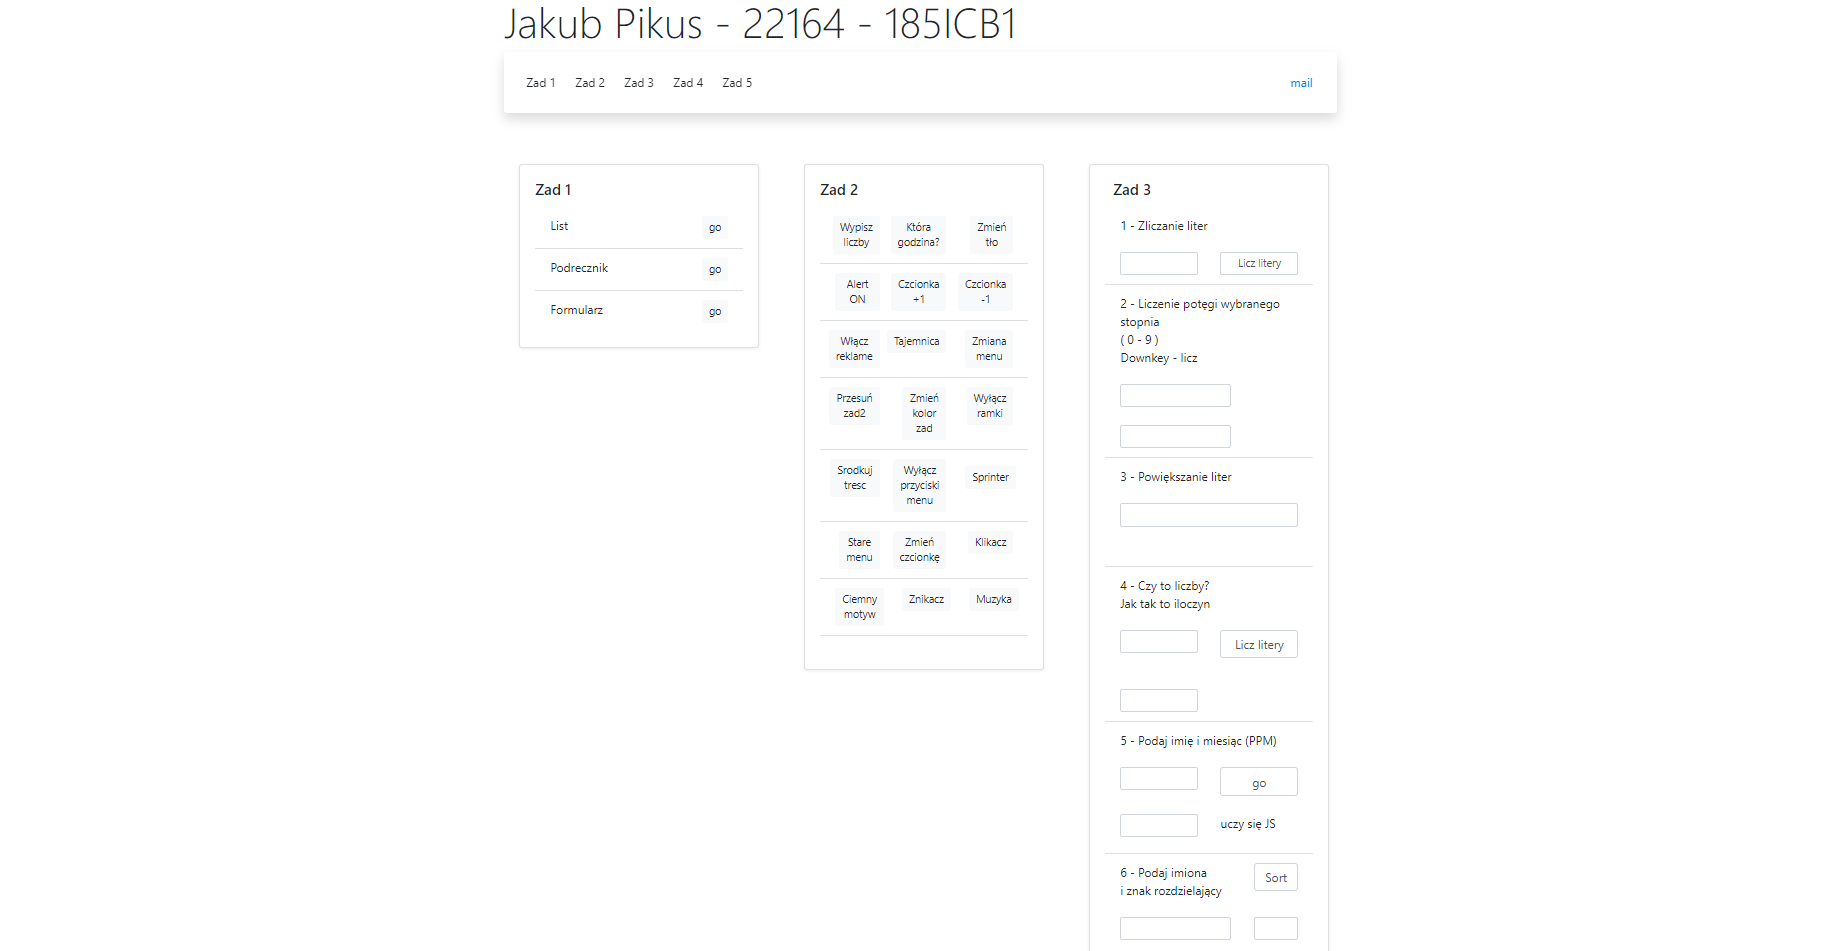 Jakub Pikus - 22164 - 185ICB1
Zad 1 Zad 2 Zad 3 Zad 4 Zad 5 mail
Zad 1
List go
Podrecznik go
Formularz go
Zad 2
Wypisz
liczby
Która
godzina?
Zmień
tło
Alert
ON
Czcionka
+1
Czcionka
-1
Włącz
reklame
Tajemnica
Zmiana
menu
Przesuń
zad2
Zmień
kolor
zad
Wyłącz
ramki
Srodkuj
tresc
Wyłącz
przyciski
menu
Sprinter
Stare
menu
Zmień
czcionkę
Klikacz
Ciemny
motyw
Znikacz
Muzyka
Zad 3
1 - Zliczanie liter
Licz litery
2 - Liczenie potęgi wybranego
stopnia
( 0 - 9 )
Downkey - licz
3 - Powiększanie liter
4 - Czy to liczby?
Jak tak to iloczyn
Licz litery
5 - Podaj imię i miesiąc (PPM)
go
uczy się JS
6 - Podaj imiona
i znak rozdzielający
Sort